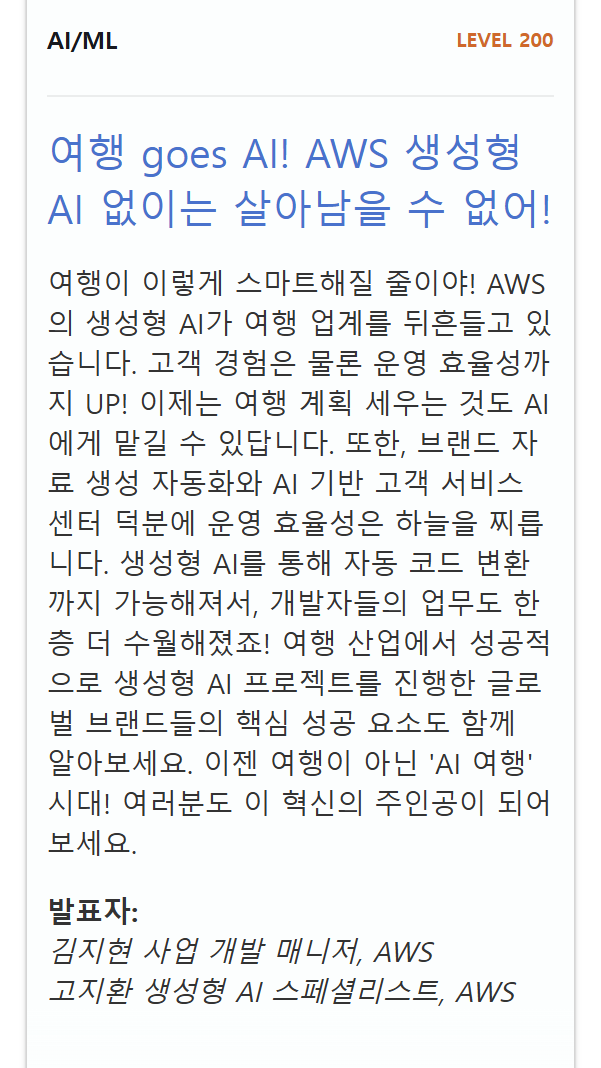 AI/ML
LEVEL 200
여행 goes AI! AWS 생성형
AI 없이는 살아남을 수 없어!
여행이 이렇게 스마트해질 줄이야! AWS
의 생성형 AI가 여행 업계를 뒤흔들고 있
습니다. 고객 경험은 물론 운영 효율성까
지 UP! 이제는 여행 계획 세우는 것도 AI
에게 맡길 수 있답니다. 또한, 브랜드 자
료 생성 자동화와 AI 기반 고객 서비스
센터 덕분에 운영 효율성은 하늘을 찌릅
니다. 생성형 AI를 통해 자동 코드 변환
까지 가능해져서, 개발자들의 업무도 한
층 더 수월해졌죠! 여행 산업에서 성공적
으로 생성형 AI 프로젝트를 진행한 글로
벌 브랜드들의 핵심 성공 요소도 함께
알아보세요. 이젠 여행이 아닌 'AI 여행'
시대! 여러분도 이 혁신의 주인공이 되어
보세요.
발표자:
김지현 사업 개발 매니저, AWS
고지환 생성형 AI 스페셜리스트, AWS